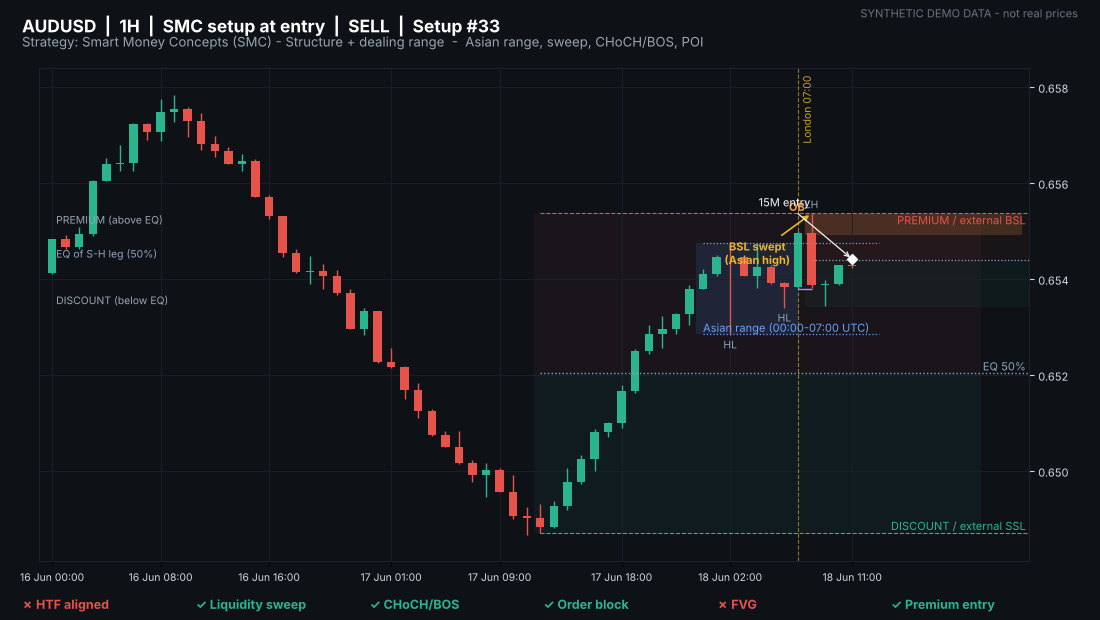 SYNTHETIC DEMO DATA - not real prices
AUDUSD | 1H | SMC setup at entry | SELL | Setup #33
Strategy: Smart Money Concepts (SMC) - Structure + dealing range - Asian range, sweep, CHoCH/BOS, POI
London 07:00
0.658
0.656
15M entry
PREMIUM (above EQ)
PREMIUM / external BSL
EQ of S-H leg (50%)
BSL swept
(Asian high)
0.654
DISCOUNT (below EQ)
HL
Asian range (00:00-07:00 UTC)
HL
EQ 50%
0.652
0.650
DISCOUNT / external SSL
16 Jun 00:00
16 Jun 08:00
16 Jun 16:00
17 Jun 01:00
17 Jun 09:00
17 Jun 18:00
18 Jun 02:00
18 Jun 11:00
× HTF aligned
✓ Liquidity sweep
✓ CHoCH/BOS
✓ Order block
× FVG
✓ Premium entry